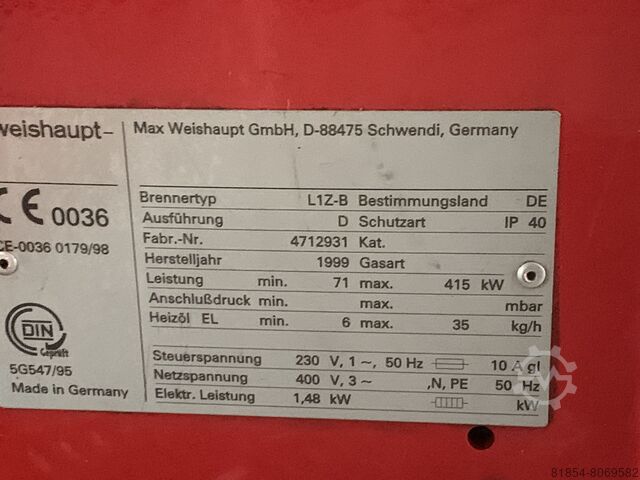 weishaupt– Max Weishaupt GmbH, D-88475 Schwendi, Germany
Brennertyp L1Z-B Bestimmungsland DE
CE 0036 Ausführung D Schutzart IP 40
CE-0036 0179/98 Fabr.-Nr. 4712931 Kat.
Herstelljahr 1999 Gasart
Leistung min. 71 max. 415 kW
Anschlußdruck min. max. mbar
DIN Geprüft Heizöl EL min. 6 max. 35 kg/h
5G547/95 Steuerspannung 230 V, 1 ~, 50 Hz 10 A gl
Made in Germany Netzspannung 400 V, 3 ~ ,N, PE 50 Hz
Elektr. Leistung 1,48 kW kW
81854-8069582